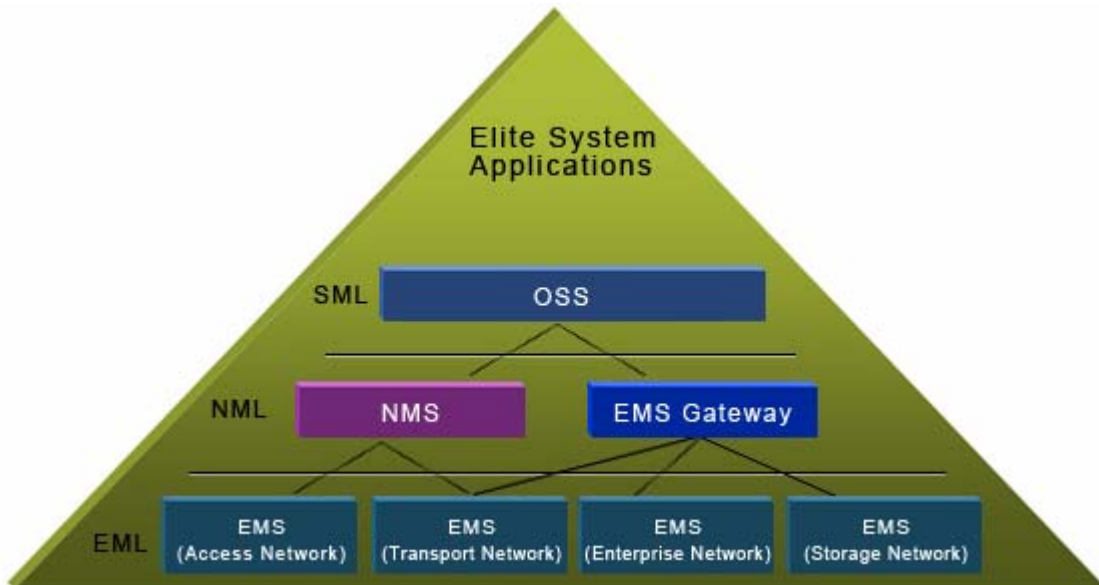 Elite System
Applications
SML
OSS
NML
NMS
EMS Gateway
EML
EMS
(Access Network)
EMS
(Transport Network)
EMS
(Enterprise Network)
EMS
(Storage Network)